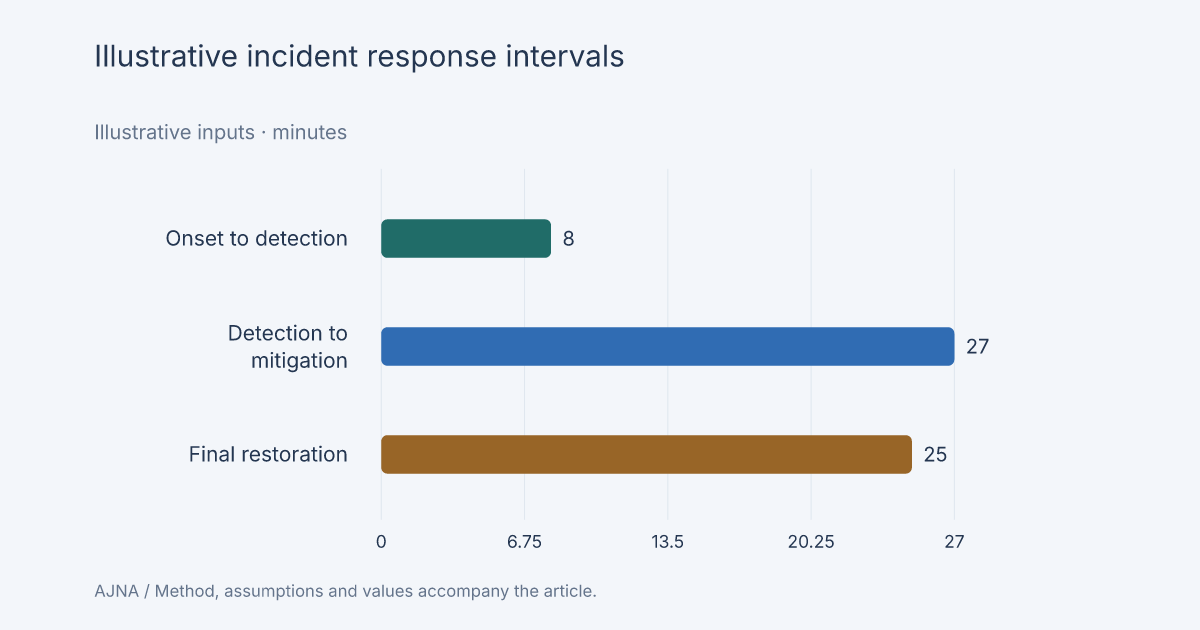 Illustrative incident response intervals
Illustrative inputs · minutes
Onset to detection
8
Detection to
mitigation
27
Final restoration
25
0
6.75
13.5
20.25
27
AJNA / Method, assumptions and values accompany the article.